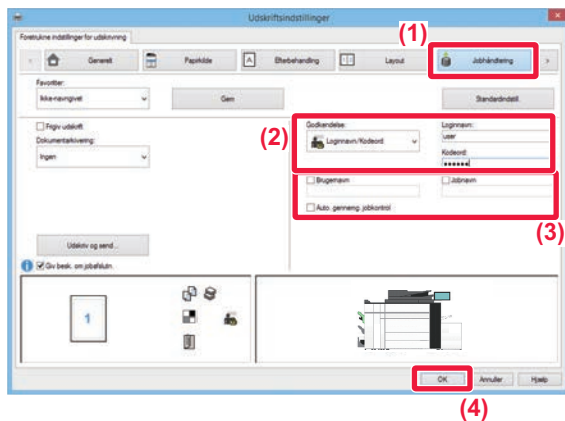 Udskriftsindstillinger
Foretrukne indstillinger for udskrivning
(1)
Generelt
Papirkilde
Efterbehandling
Layout
Jobhåndtering
Favoritter:
Ikke-navngivet
Gem
Standardindstill.
(2)
Frigiv udskrift
Dokumentarkivering:
Ingen
Godkendelse:
Loginnavn/Kodeord
Loginnavn:
user
Kodeord:
••••••
Brugernavn
Jobnavn
Auto. gennemg. jobkontrol
(3)
Udskriv og send...
Giv besk. om jobafslutn.
1
OK
Annuller
Hjælp
(4)